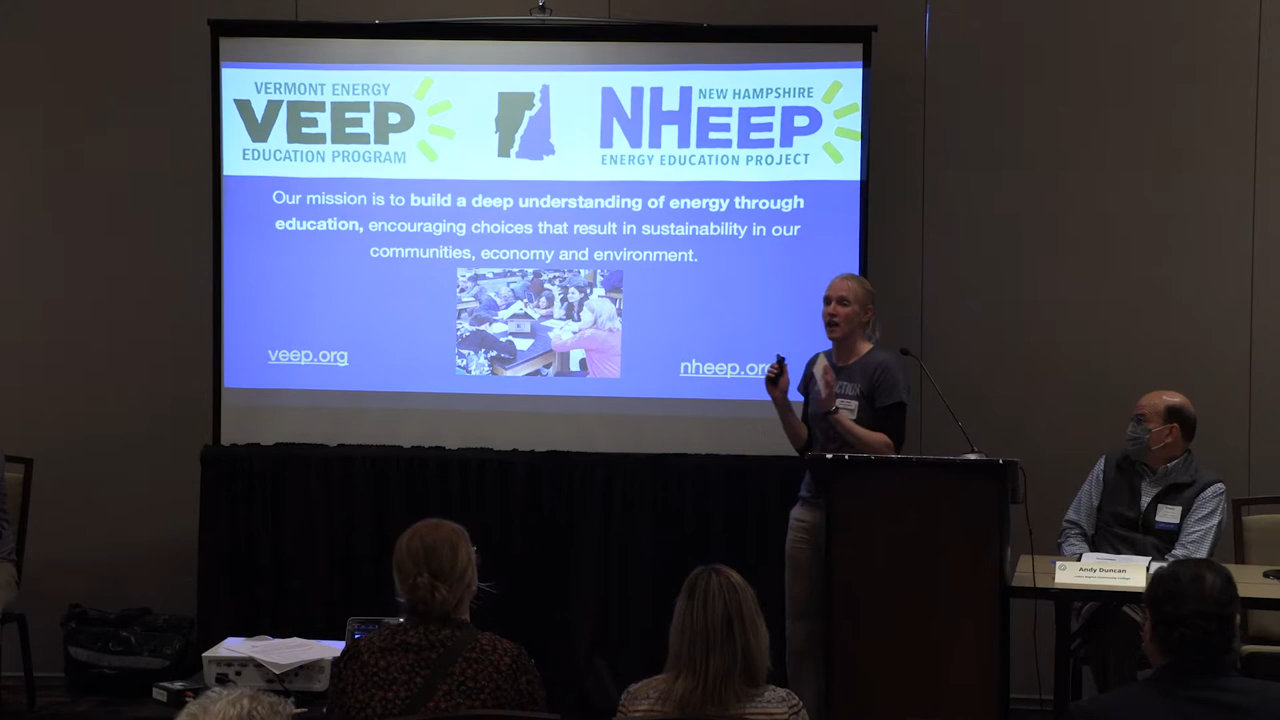 VERMONT ENERGY
VEEP
EDUCATION PROGRAM
NEW HAMPSHIRE
NHEEP
ENERGY EDUCATION PROJECT
Our mission is to build a deep understanding of energy through
education, encouraging choices that result in sustainability in our
communities, economy and environment.
veep.org
nheep.org
Andy Duncan